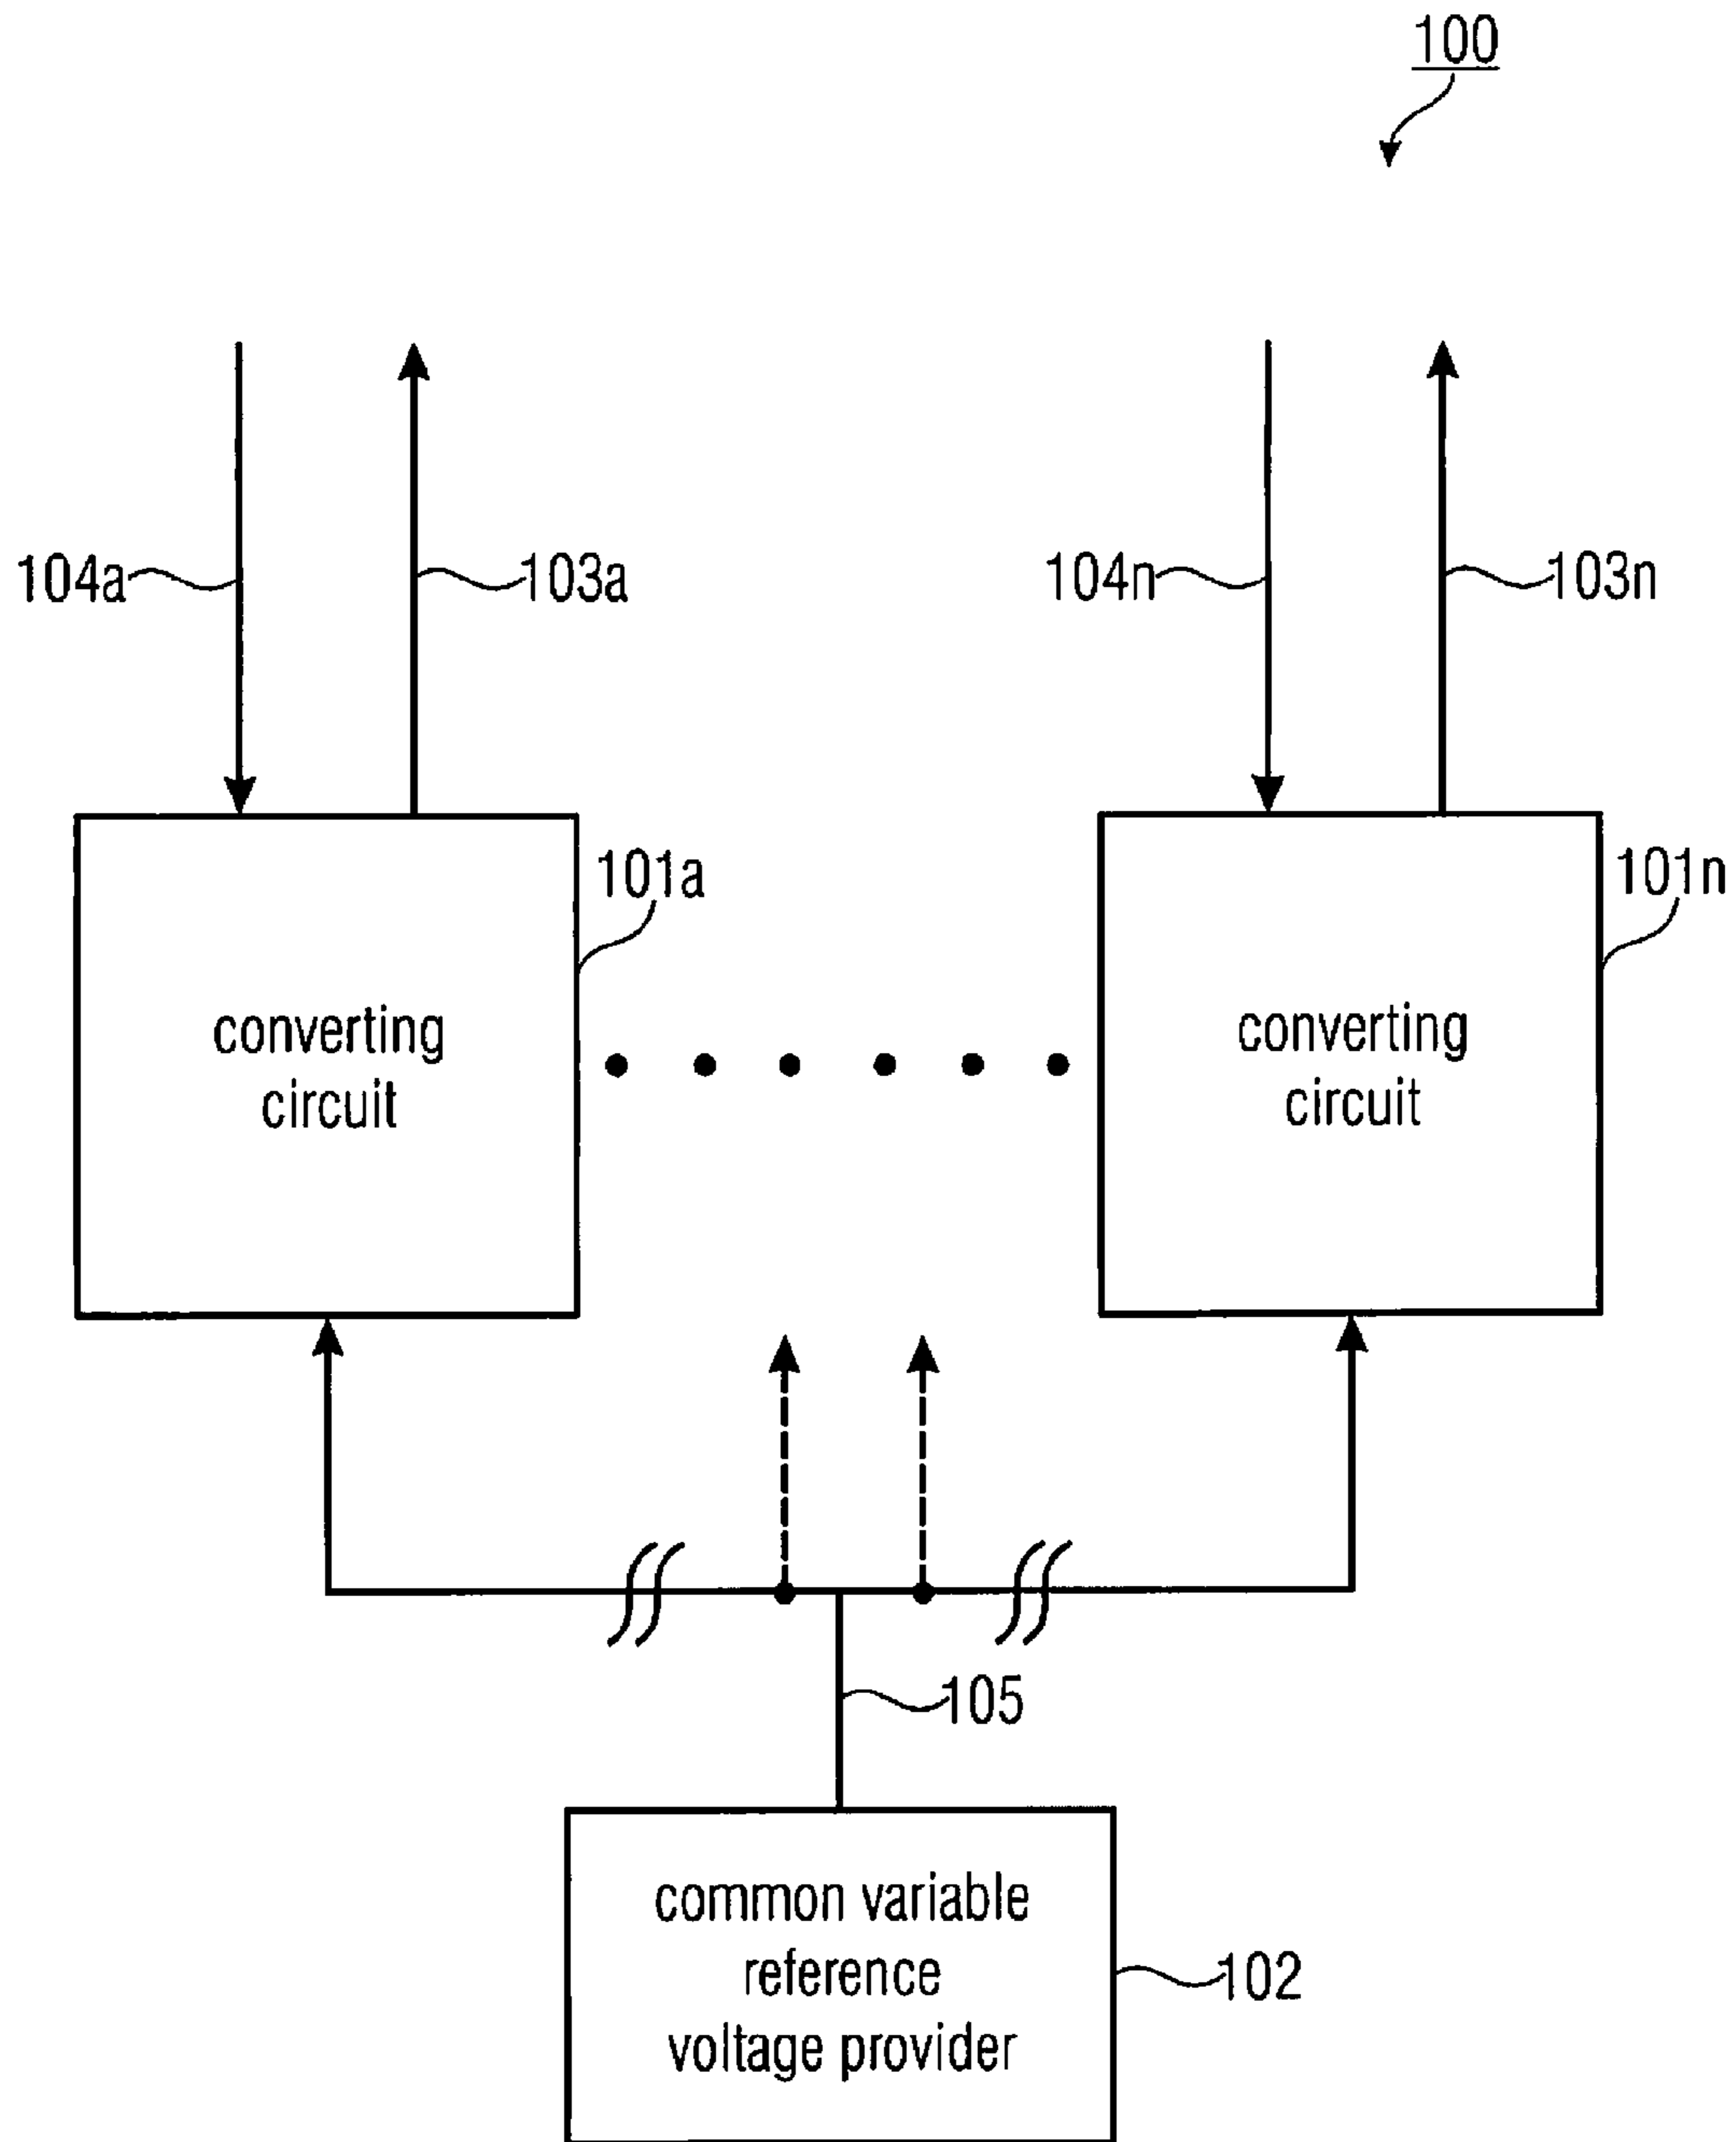 100
104a
103a
104n
103n
101a
101n
converting
circuit
converting
circuit
105
common variable
reference
voltage provider
102